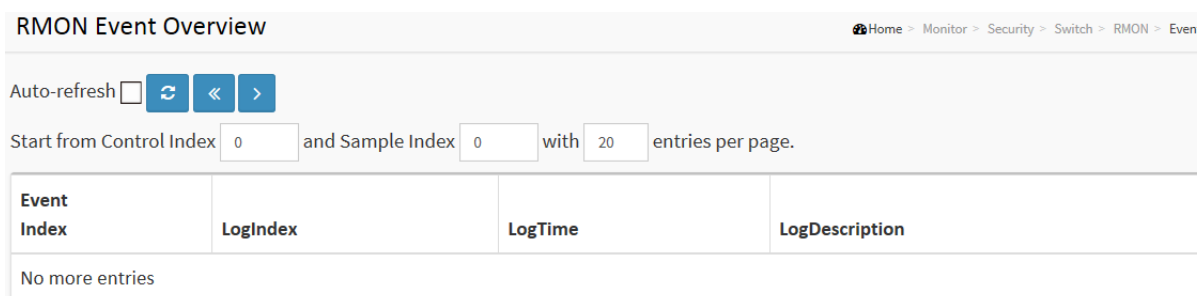 RMON Event Overview
Home > Monitor > Security > Switch > RMON > Even
Auto-refresh
Start from Control Index 0 and Sample Index 0 with 20 entries per page.
Event
Index LogIndex LogTime LogDescription
No more entries